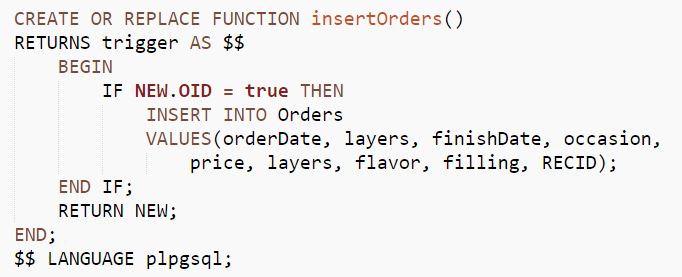 CREATE OR REPLACE FUNCTION insertOrders()
RETURNS trigger AS $$
BEGIN
IF NEW.OID = true THEN
INSERT INTO Orders
VALUES(orderDate, layers, finishDate, occasion,
price, layers, flavor, filling, RECID);
END IF;
RETURN NEW;
END;
$$ LANGUAGE plpgsql;